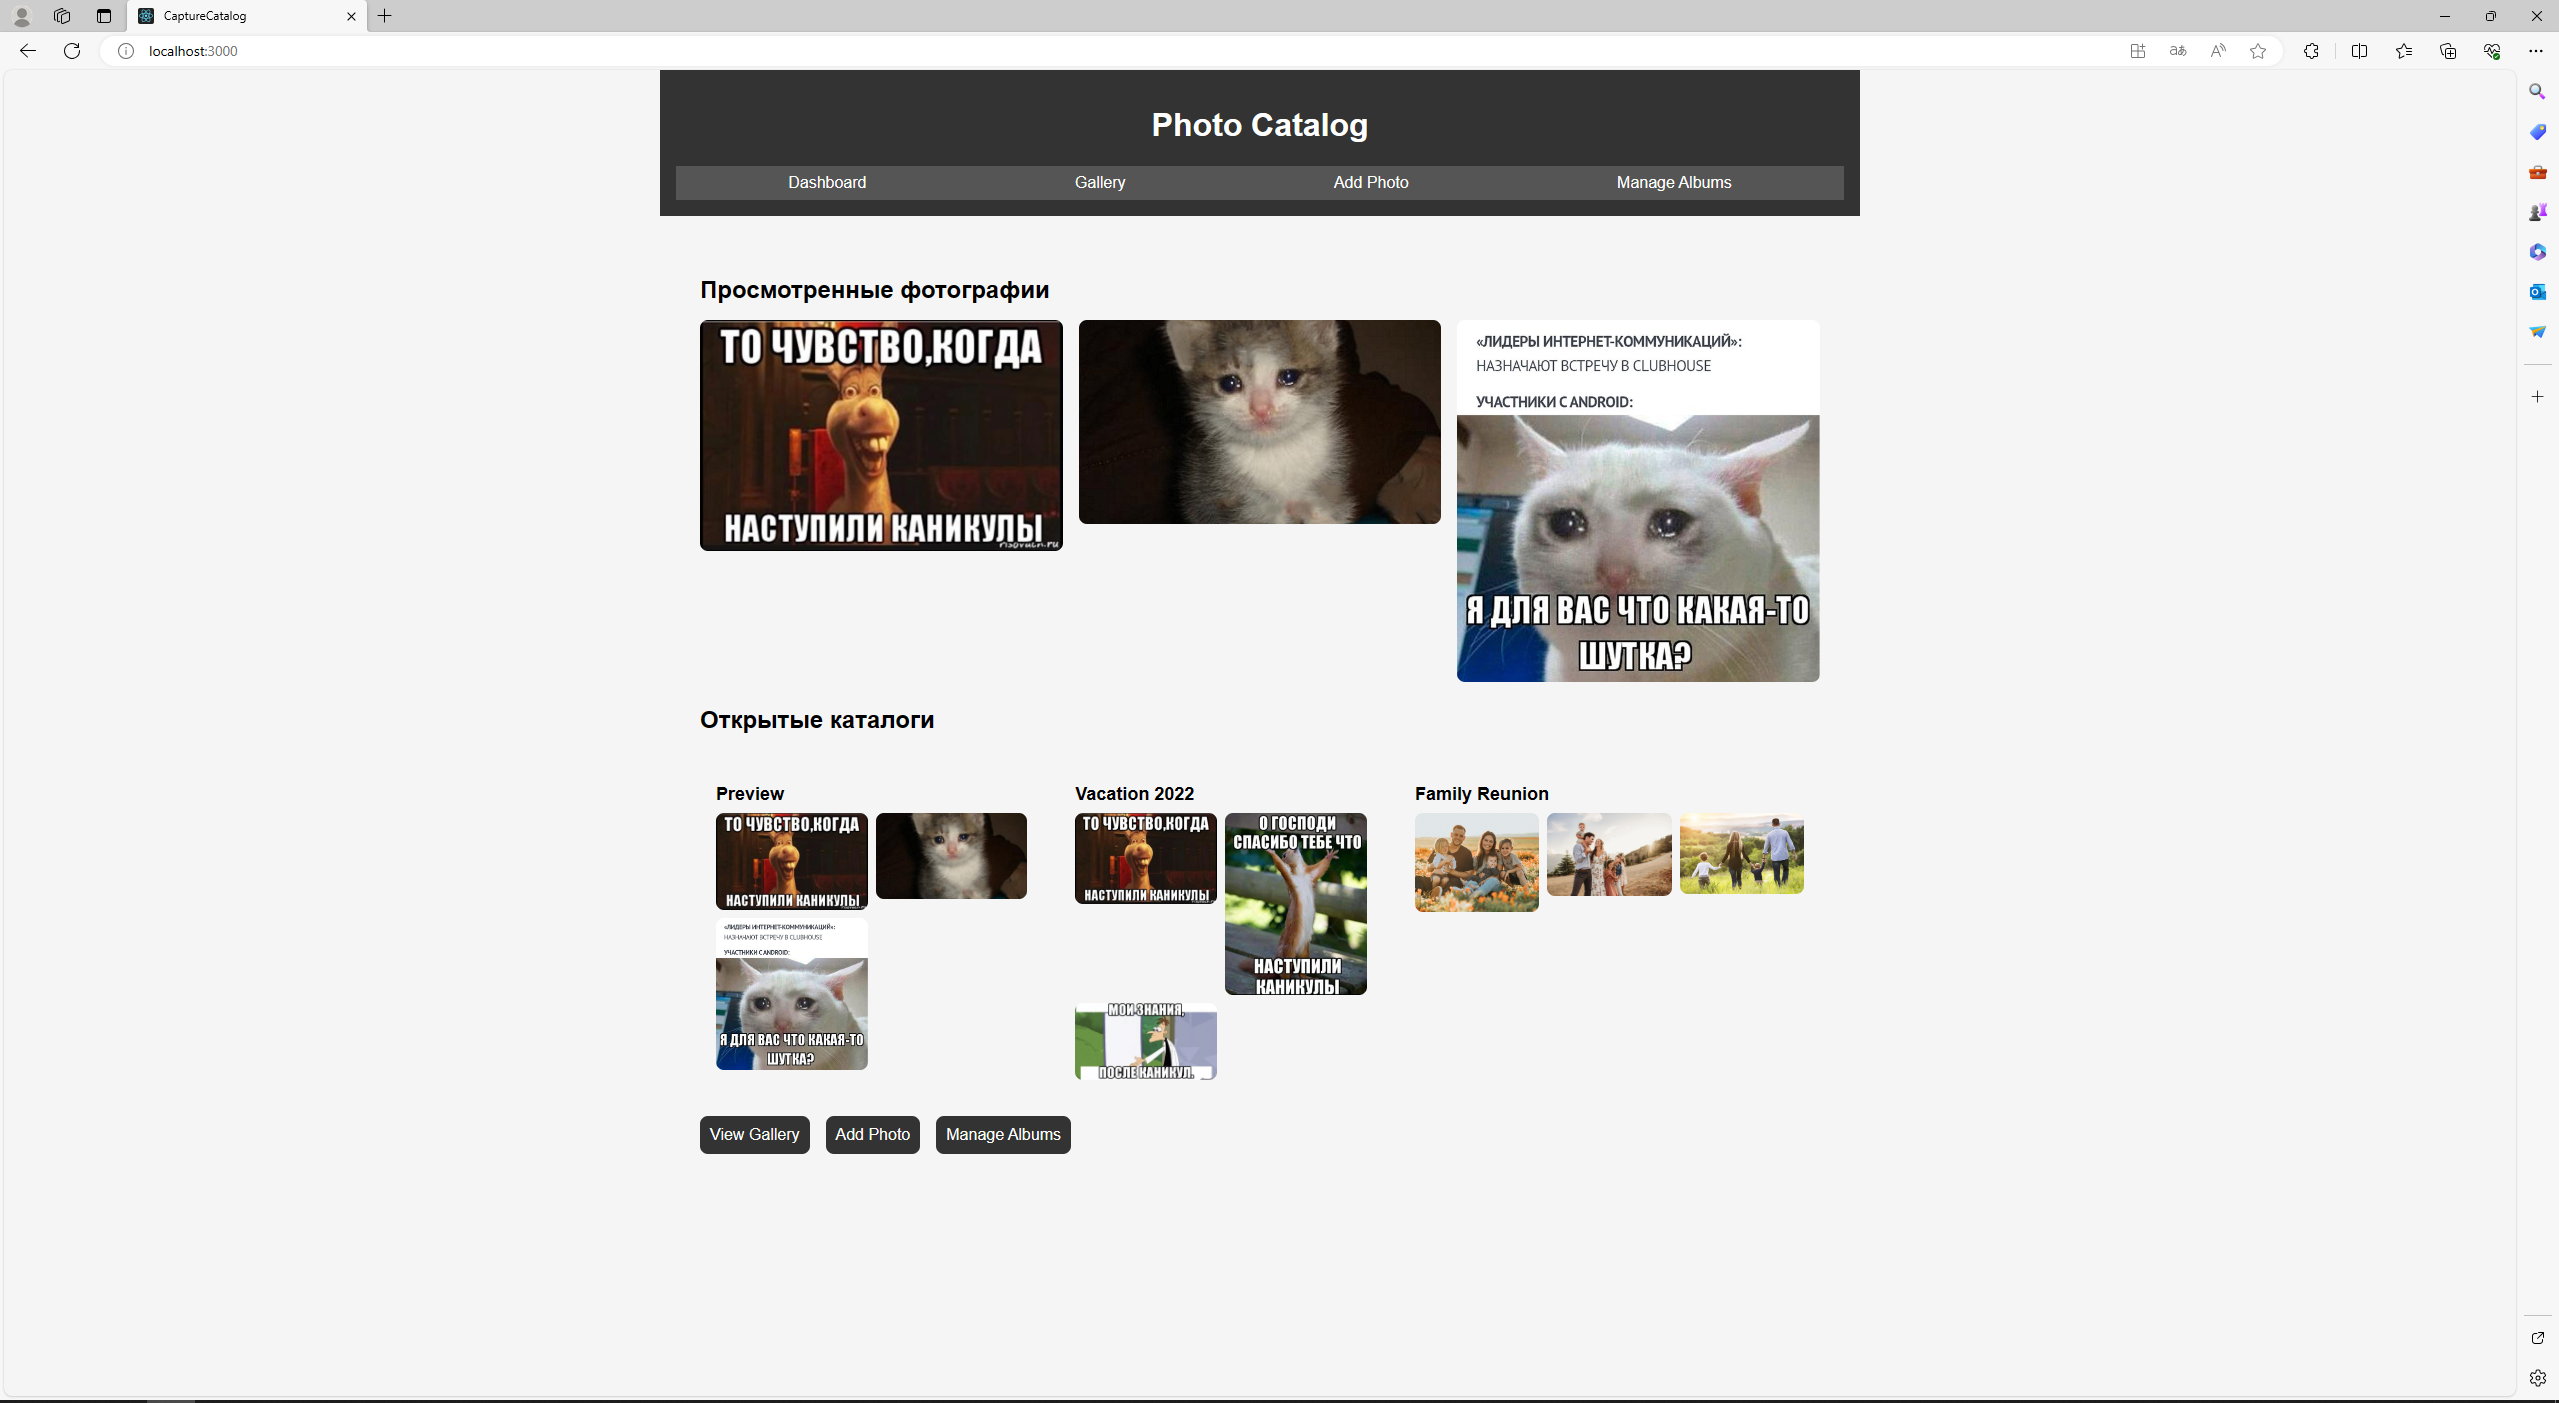 CaptureCatalog
localhost:3000
Photo Catalog
Dashboard
Gallery
Add Photo
Manage Albums
Просмотренные фотографии
ТО ЧУВСТВО,КОГДА
НАСТУПИЛИ КАНИКУЛЫ
risovach.ru
«ЛИДЕРЫ ИНТЕРНЕТ-КОММУНИКАЦИЙ»:
НАЗНАЧАЮТ ВСТРЕЧУ В CLUBHOUSE
УЧАСТНИКИ С ANDROID:
Я ДЛЯ ВАС ЧТО КАКАЯ-ТО
ШУТКА?
Открытые каталоги
Preview
ТО ЧУВСТВО,КОГДА
НАСТУПИЛИ КАНИКУЛЫ
«ЛИДЕРЫ ИНТЕРНЕТ-КОММУНИКАЦИЙ»:
НАЗНАЧАЮТ ВСТРЕЧУ В CLUBHOUSE
УЧАСТНИКИ С ANDROID:
Я ДЛЯ ВАС ЧТО КАКАЯ-ТО
ШУТКА?
Vacation 2022
ТО ЧУВСТВО,КОГДА
НАСТУПИЛИ КАНИКУЛЫ
О ГОСПОДИ
СПАСИБО ТЕБЕ ЧТО
НАСТУПИЛИ
КАНИКУЛЫ
МОИ ЗНАНИЯ,
ПОСЛЕ КАНИКУЛ.
Family Reunion
View Gallery
Add Photo
Manage Albums